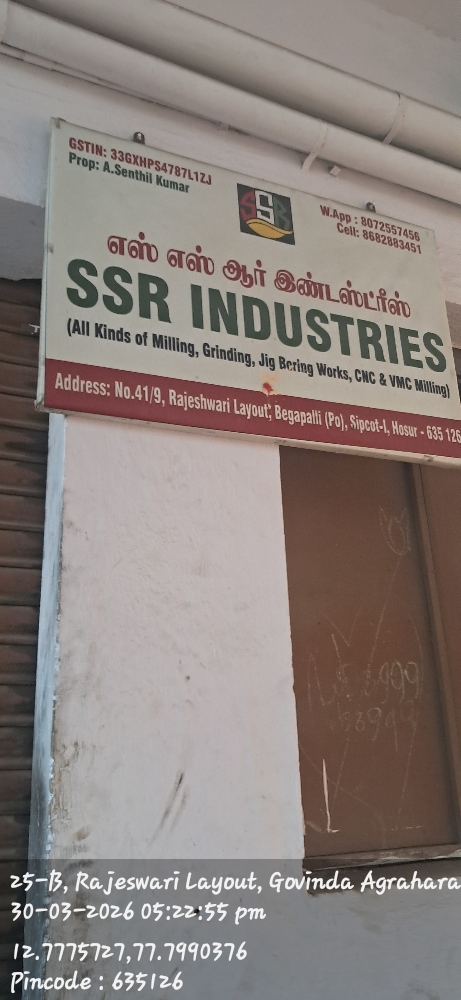 GSTIN: 33GXHPS4787L1ZJ
Prop: A.Senthil Kumar
SSR
W.App : 8072557456
Cell: 8682883451
எஸ் எஸ் ஆர் இண்டஸ்ட்ரீஸ்
SSR INDUSTRIES
(All Kinds of Milling, Grinding, Jig Boring Works, CNC & VMC Milling)
Address: No.41/9, Rajeshwari Layout, Begapalli (Po), Sipcot-I, Hosur - 635 126
25-B, Rajeswari Layout, Govinda Agrahara
30-03-2026 05:22:55 pm
12.7775727,77.7990376
Pincode : 635126